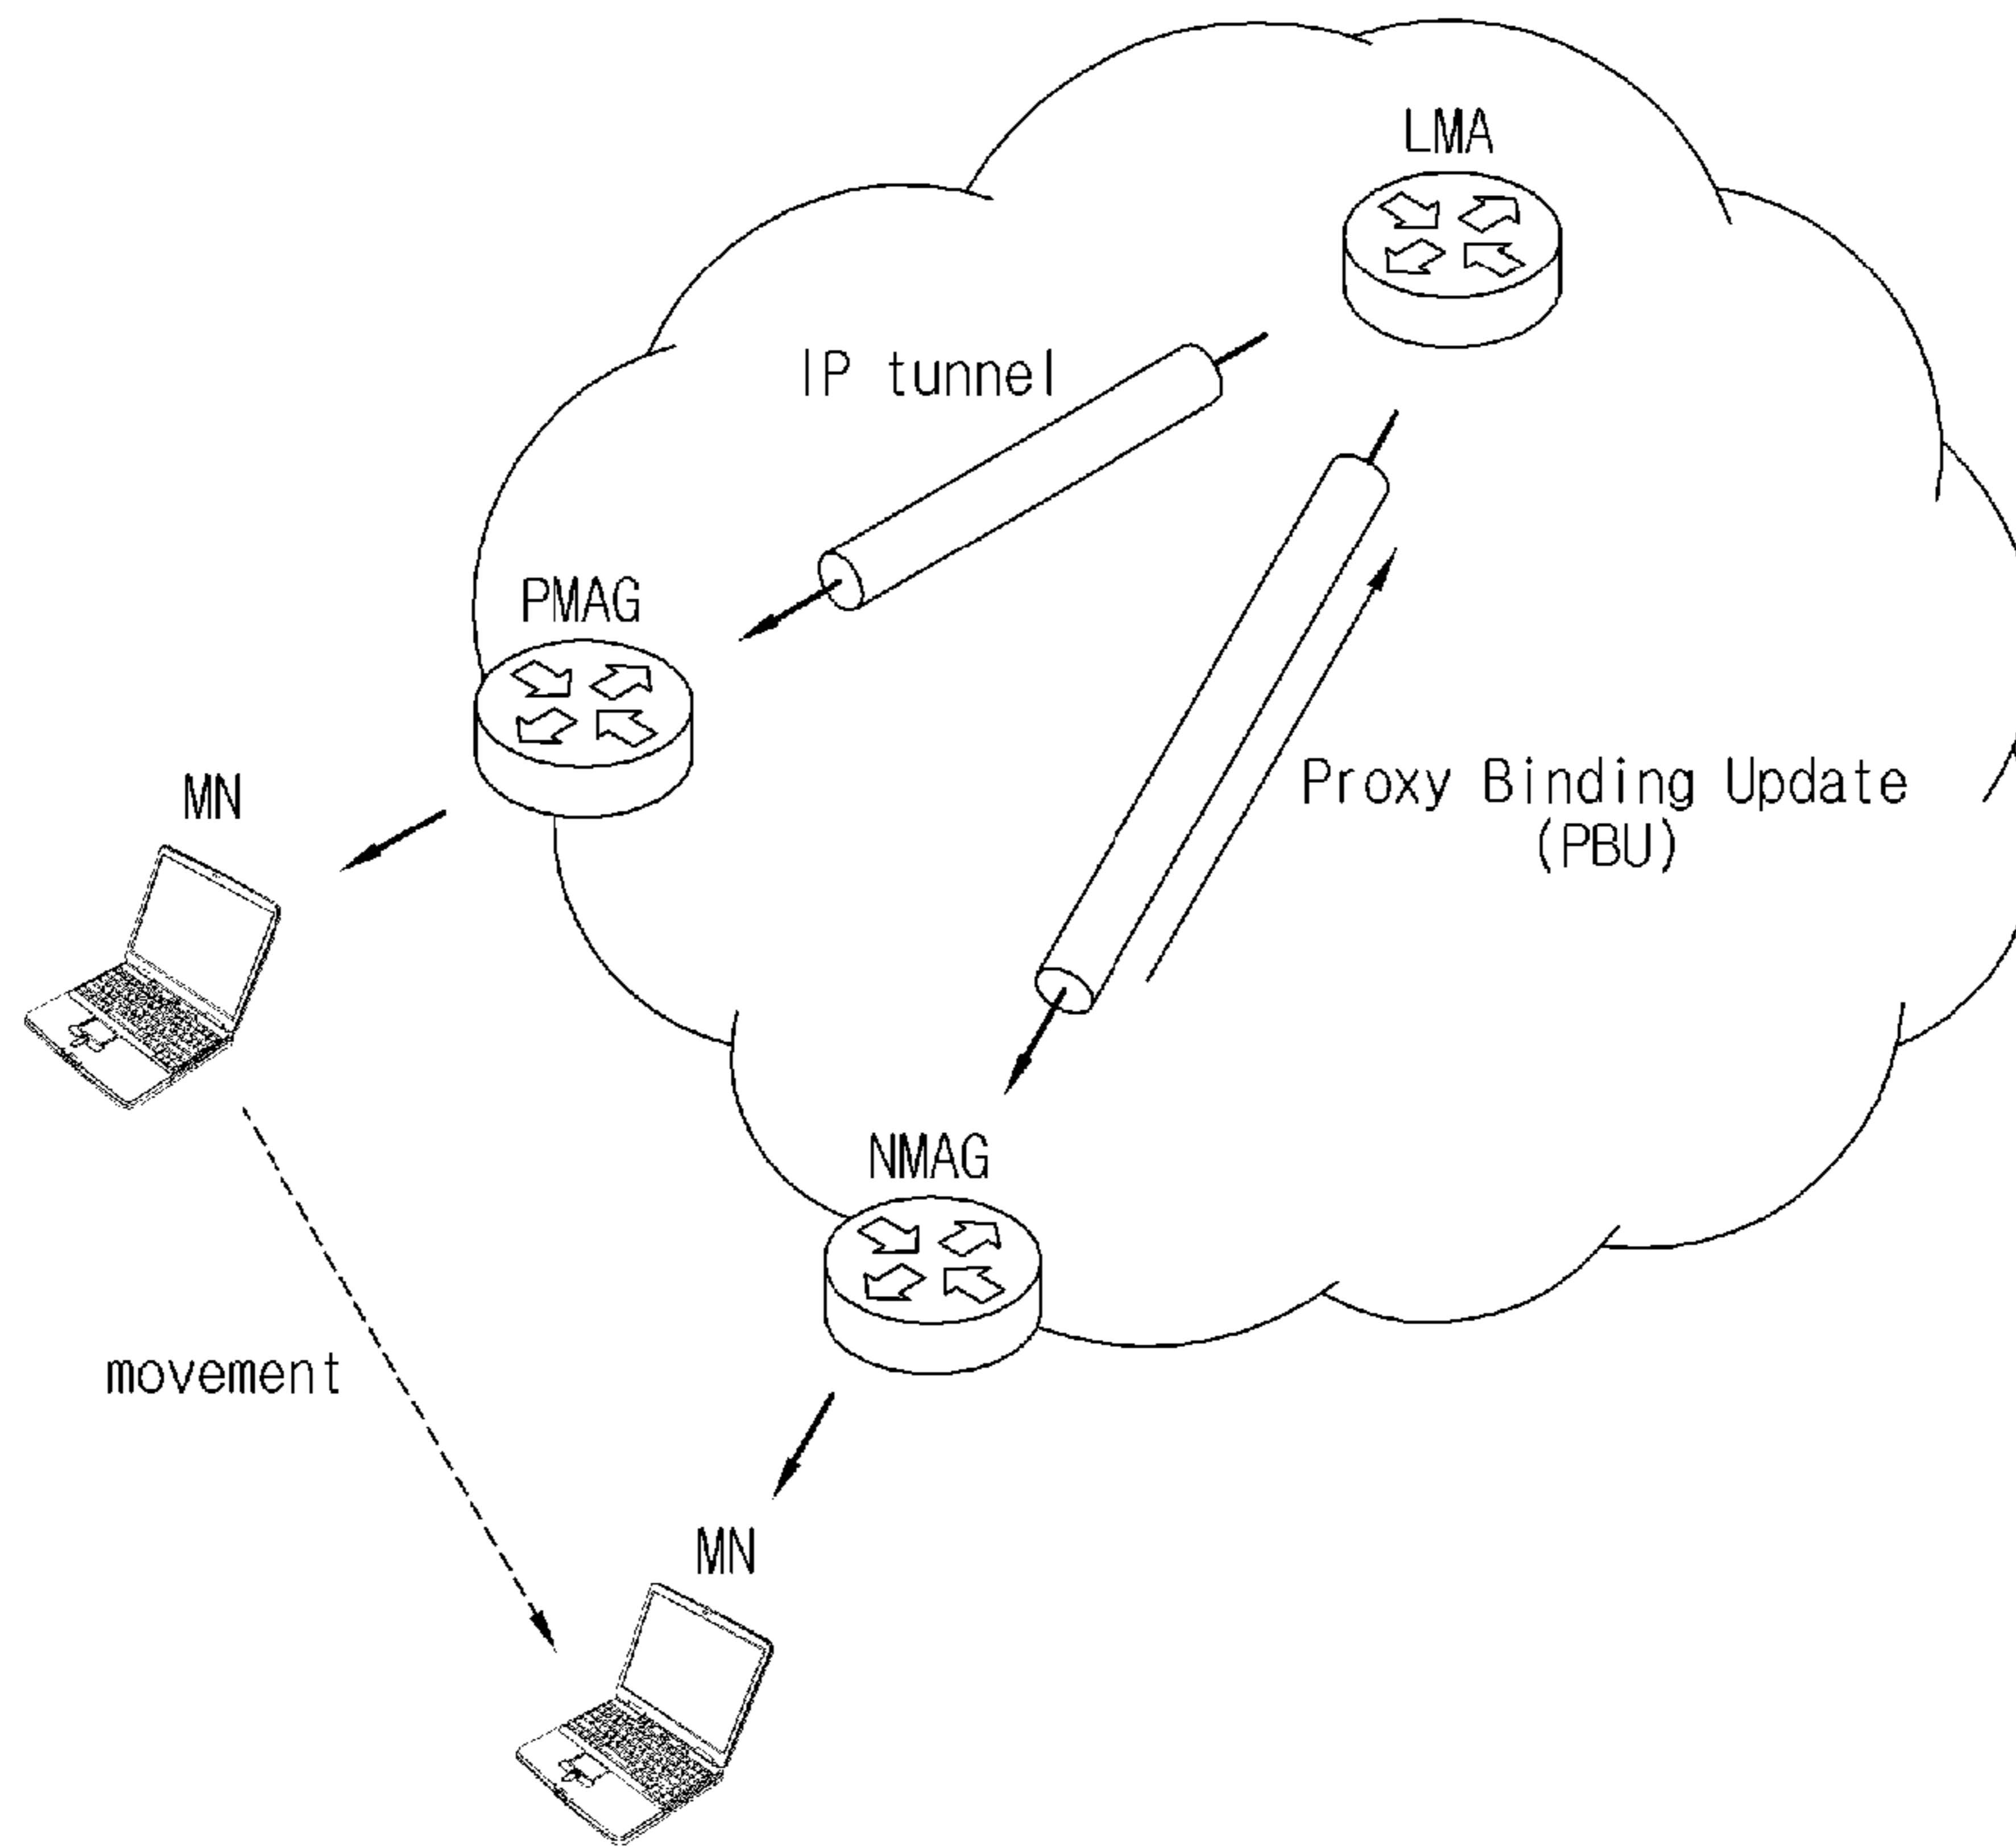 LMA
IP tunnel
PMAG
MN
Proxy Binding Update
(PBU)
NMAG
movement
MN